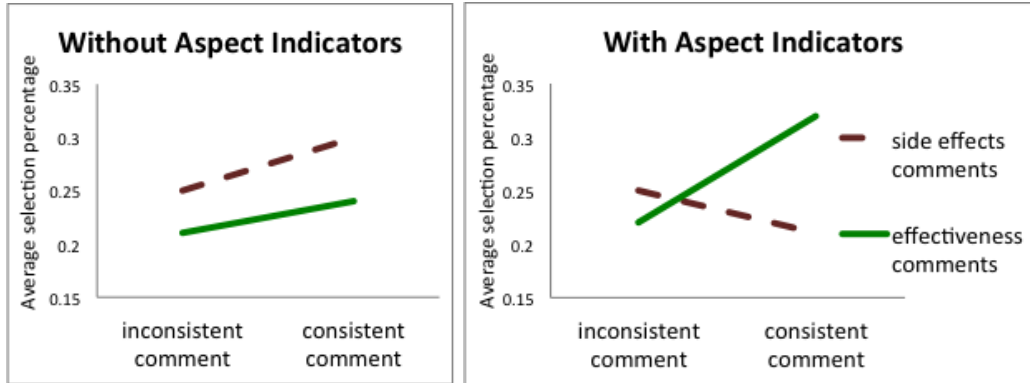 Without Aspect Indicators
Average selection percentage
0.35
0.3
0.25
0.2
0.15
inconsistent
comment
consistent
comment
With Aspect Indicators
Average selection percentage
0.35
0.3
0.25
0.2
0.15
inconsistent
comment
consistent
comment
side effects
comments
effectiveness
comments